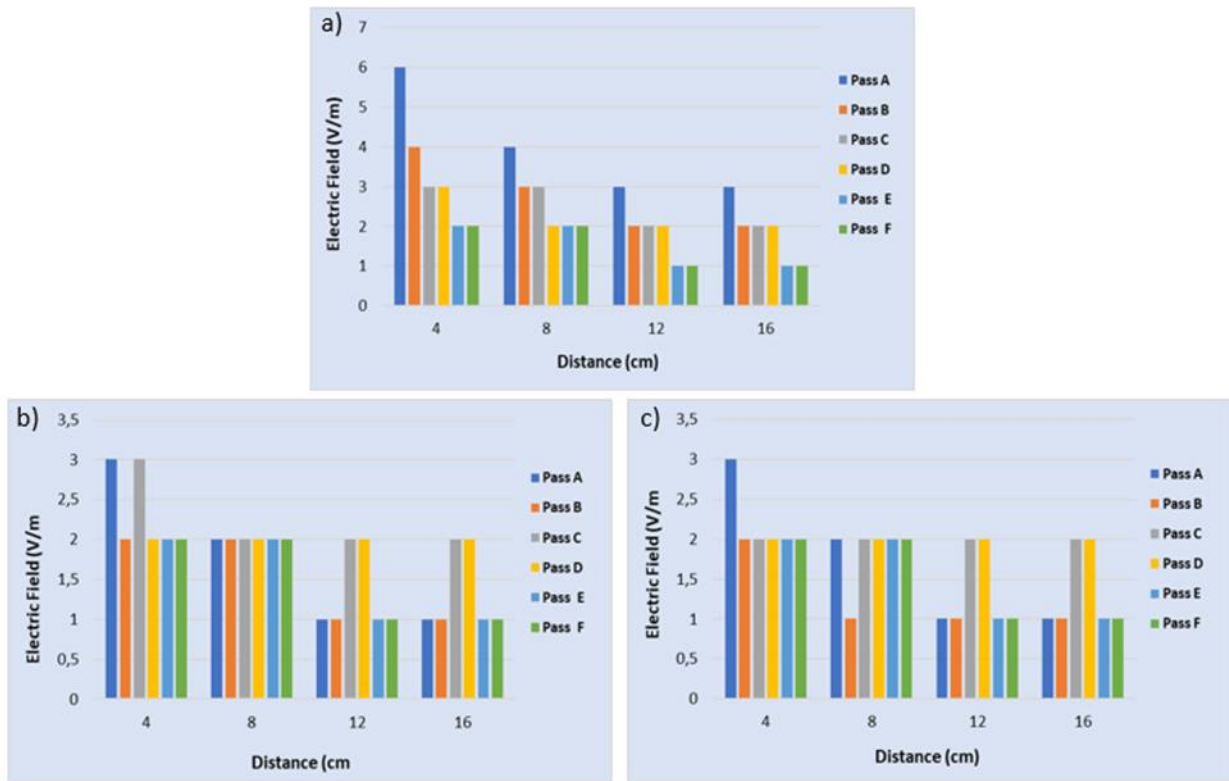 a)
7
6
5
4
3
2
1
0
Electric Field (V/m)
4 8 12 16
Distance (cm)
Pass A
Pass B
Pass C
Pass D
Pass E
Pass F
b)
3,5
3
2,5
2
1,5
1
0,5
0
Electric Field (V/m
4 8 12 16
Distance (cm
Pass A
Pass B
Pass C
Pass D
Pass E
Pass F
c)
3,5
3
2,5
2
1,5
1
0,5
0
Electric Field (V/m)
4 8 12 16
Distance (cm)
Pass A
Pass B
Pass C
Pass D
Pass E
Pass F